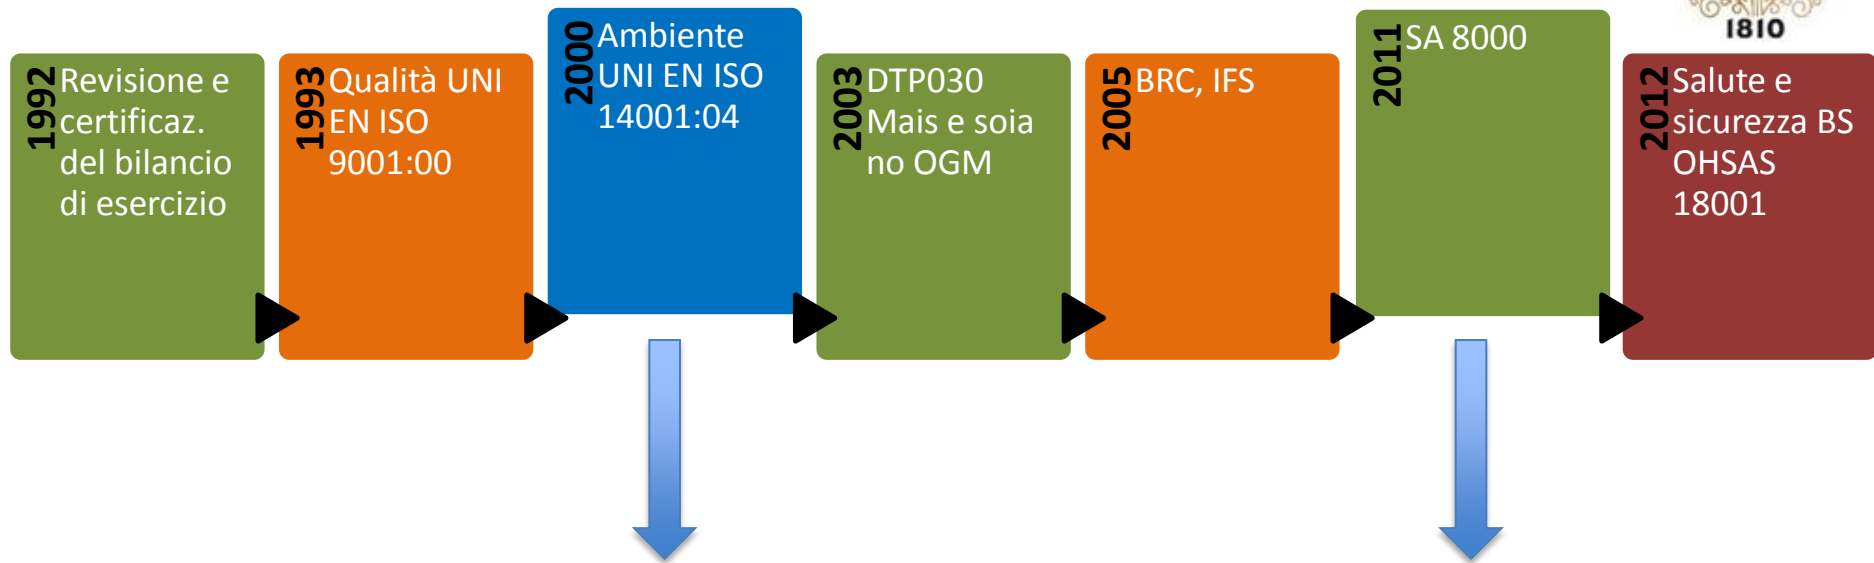 1810
1992
Revisione e
certificaz.
del bilancio
di esercizio
1993
Qualità UNI
EN ISO
9001:00
2000
Ambiente
UNI EN ISO
14001:04
2003
DTP030
Mais e soia
no OGM
2005
BRC, IFS
2011
SA 8000
2012
Salute e
sicurezza BS
OHSAS
18001